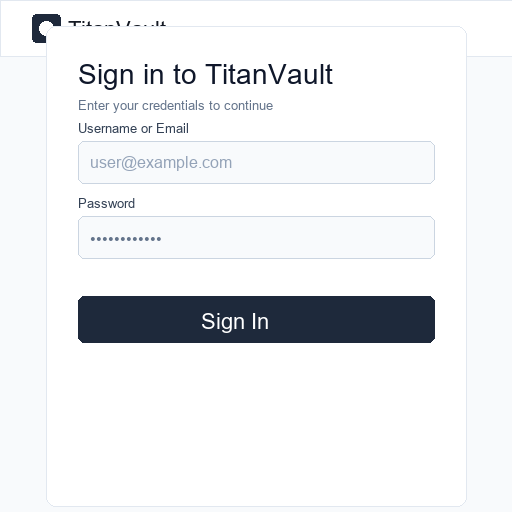 TitanVault
Sign in to TitanVault
Enter your credentials to continue
Username or Email
user@example.com
Password
••••••••••••
Sign In